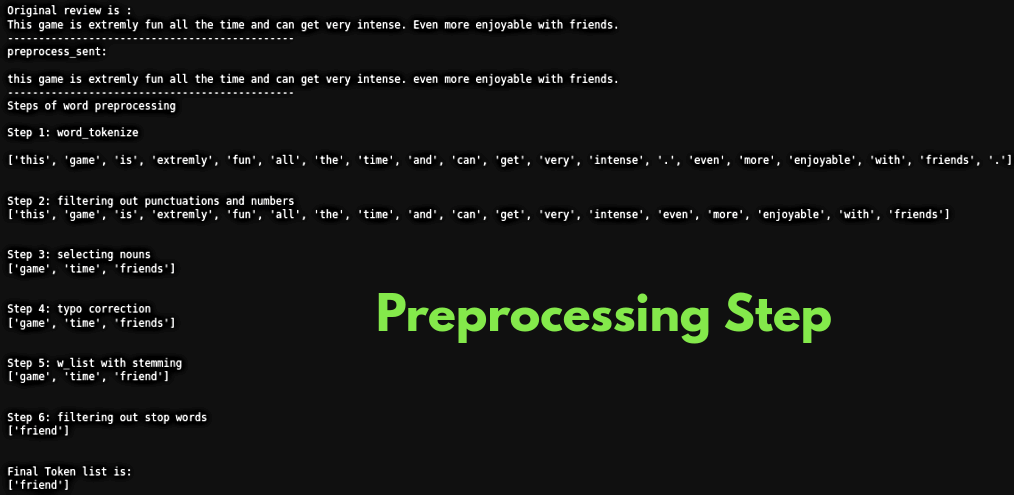 Original review is :
This game is extremly fun all the time and can get very intense. Even more enjoyable with friends.
----------------------------------------------
preprocess_sent:
this game is extremly fun all the time and can get very intense. even more enjoyable with friends.
----------------------------------------------
Steps of word preprocessing
Step 1: word_tokenize
['this', 'game', 'is', 'extremly', 'fun', 'all', 'the', 'time', 'and', 'can', 'get', 'very', 'intense', '.', 'even', 'more', 'enjoyable', 'with', 'friends', '.']
Step 2: filtering out punctuations and numbers
['this', 'game', 'is', 'extremly', 'fun', 'all', 'the', 'time', 'and', 'can', 'get', 'very', 'intense', 'even', 'more', 'enjoyable', 'with', 'friends']
Step 3: selecting nouns
['game', 'time', 'friends']
Step 4: typo correction
['game', 'time', 'friends']
Preprocessing Step
Step 5: w_list with stemming
['game', 'time', 'friend']
Step 6: filtering out stop words
['friend']
Final Token list is:
['friend']